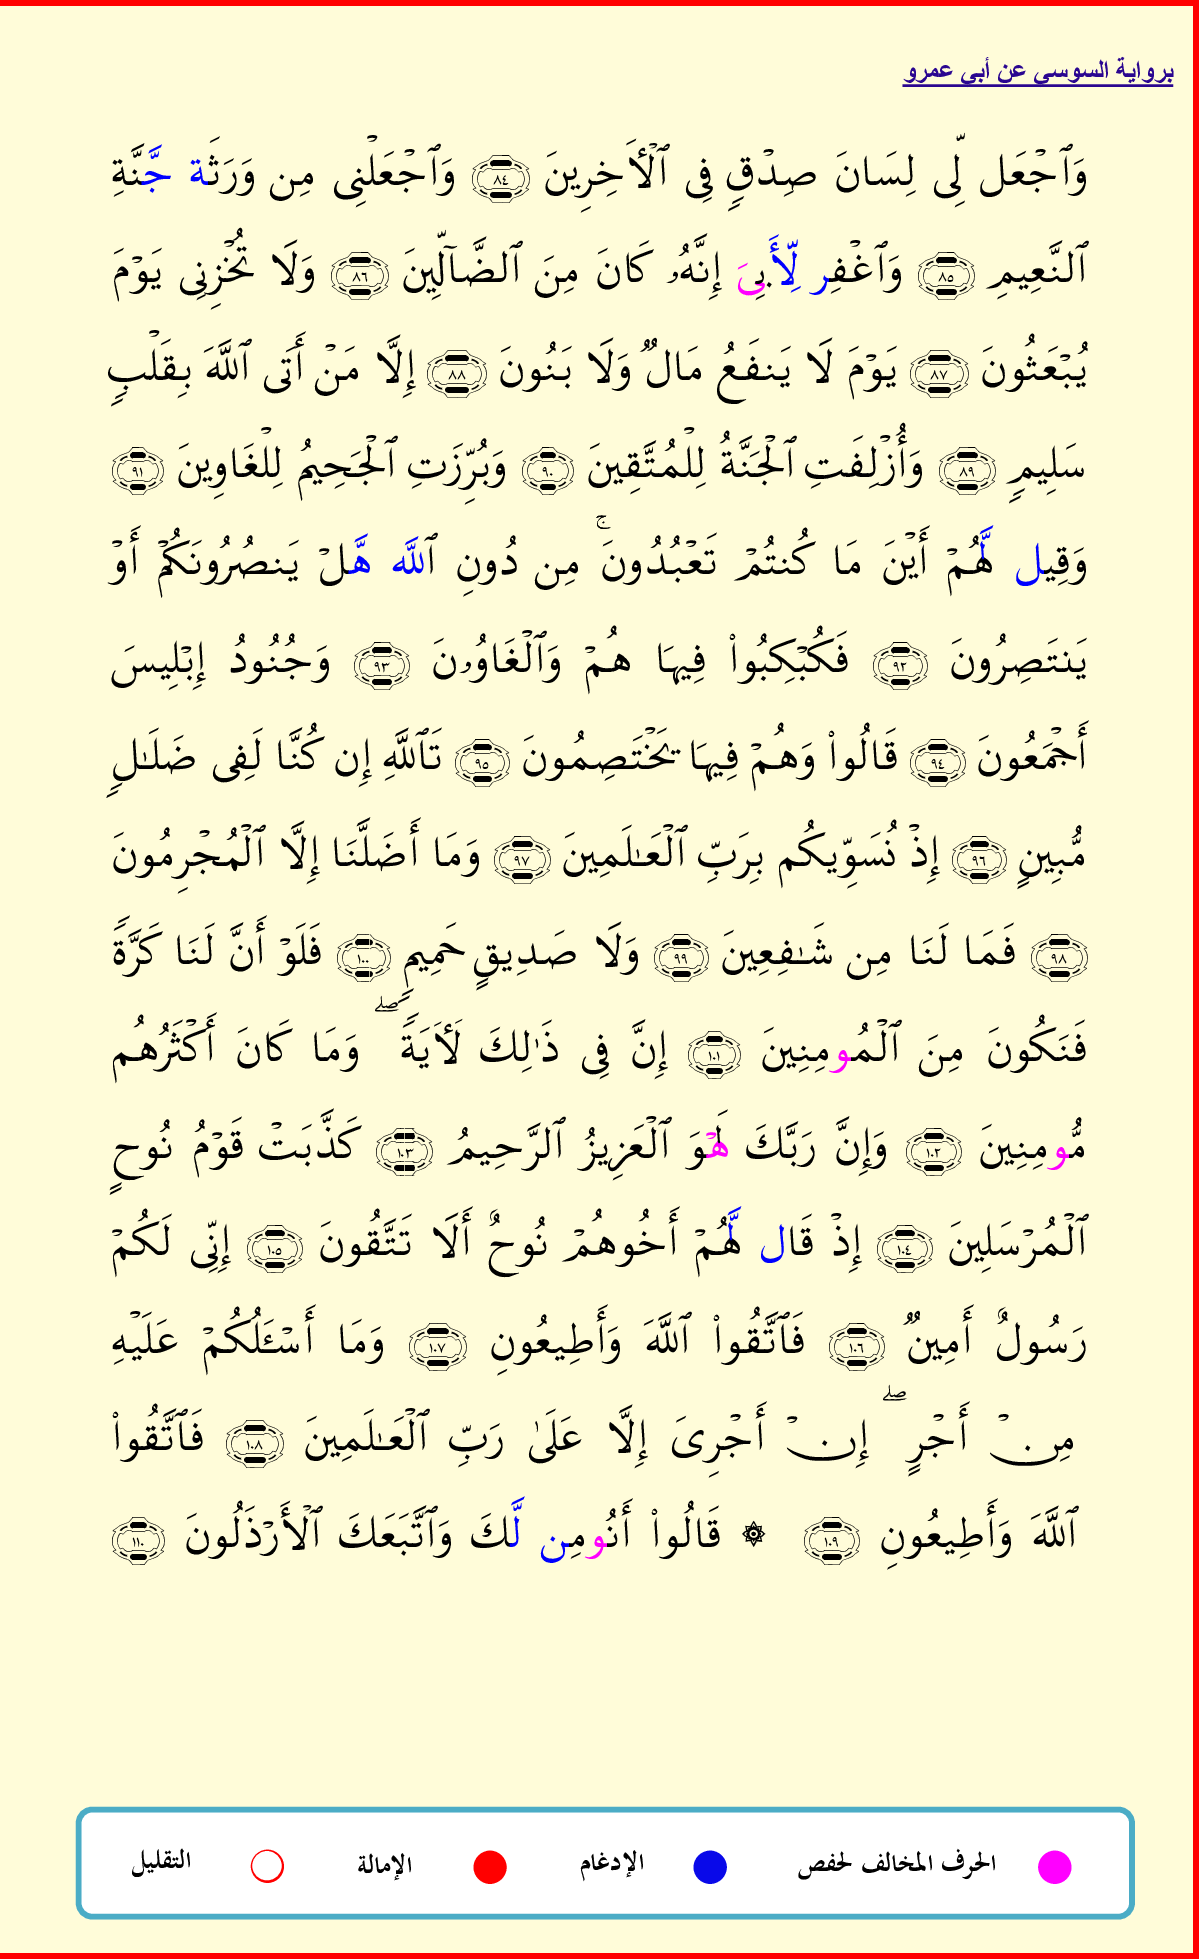 برواية السوسي عن أبي عمرو
وَٱجْعَل لِّى لِسَانَ صِدْقٍ فِى ٱلْأَخِرِينَ ٨٤ وَٱجْعَلْنِى مِن وَرَثَة جَّنَّةِ
ٱلنَّعِيمِ ٨٥ وَٱغْفِر لِّأَبِىَ إِنَّهُۥ كَانَ مِنَ ٱلضَّآلِّينَ ٨٦ وَلَا تُخْزِنِى يَوْمَ
يُبْعَثُونَ ٨٧ يَوْمَ لَا يَنفَعُ مَالٌ وَلَا بَنُونَ ٨٨ إِلَّا مَنْ أَتَى ٱللَّهَ بِقَلْبٍ
سَلِيمٍ ٨٩ وَأُزْلِفَتِ ٱلْجَنَّةُ لِلْمُتَّقِينَ ٩٠ وَبُرِّزَتِ ٱلْجَحِيمُ لِلْغَاوِينَ ٩١
وَقِيل لَّهُمْ أَيْنَ مَا كُنتُمْ تَعْبُدُونَ ۚ مِن دُونِ ٱللَّه هَّلْ يَنصُرُونَكُمْ أَوْ
يَنتَصِرُونَ ٩٢ فَكُبْكِبُوا۟ فِيهَا هُمْ وَٱلْغَاوُۥنَ ٩٣ وَجُنُودُ إِبْلِيسَ
أَجْمَعُونَ ٩٤ قَالُوا۟ وَهُمْ فِيهَا يَخْتَصِمُونَ ٩٥ تَٱللَّهِ إِن كُنَّا لَفِى ضَلَـٰلٍ
مُّبِينٍ ٩٦ إِذْ نُسَوِّيكُم بِرَبِّ ٱلْعَـٰلَمِينَ ٩٧ وَمَا أَضَلَّنَا إِلَّا ٱلْمُجْرِمُونَ
٩٨ فَمَا لَنَا مِن شَـٰفِعِينَ ٩٩ وَلَا صَدِيقٍ حَمِيمٍ ١٠٠ فَلَوْ أَنَّ لَنَا كَرَّةً
فَنَكُونَ مِنَ ٱلْمُومِنِينَ ١٠١ إِنَّ فِى ذَٰلِكَ لَأَيَةً ۖ وَمَا كَانَ أَكْثَرُهُم
مُّومِنِينَ ١٠٢ وَإِنَّ رَبَّكَ لَهْوَ ٱلْعَزِيزُ ٱلرَّحِيمُ ١٠٣ كَذَّبَتْ قَوْمُ نُوحٍ
ٱلْمُرْسَلِينَ ١٠٤ إِذْ قَال لَّهُمْ أَخُوهُمْ نُوحٌ أَلَا تَتَّقُونَ ١٠٥ إِنِّى لَكُمْ
رَسُولٌ أَمِينٌ ١٠٦ فَٱتَّقُوا۟ ٱللَّهَ وَأَطِيعُونِ ١٠٧ وَمَا أَسْـَٔلُكُمْ عَلَيْهِ
مِنْ أَجْرٍ ۖ إِنْ أَجْرِىَ إِلَّا عَلَىٰ رَبِّ ٱلْعَـٰلَمِينَ ١٠٨ فَٱتَّقُوا۟
ٱللَّهَ وَأَطِيعُونِ ١٠٩ ۞ قَالُوا۟ أَنُومِن لَّكَ وَٱتَّبَعَكَ ٱلْأَرْذَلُونَ ١١٠
الحرف المخالف لحفص الإدغام الإمالة التقليل